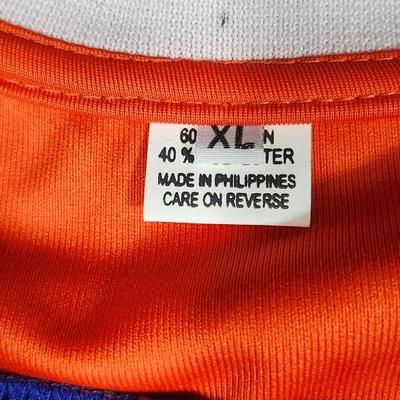 60 XL N
40 % TER
MADE IN PHILIPPINES
CARE ON REVERSE